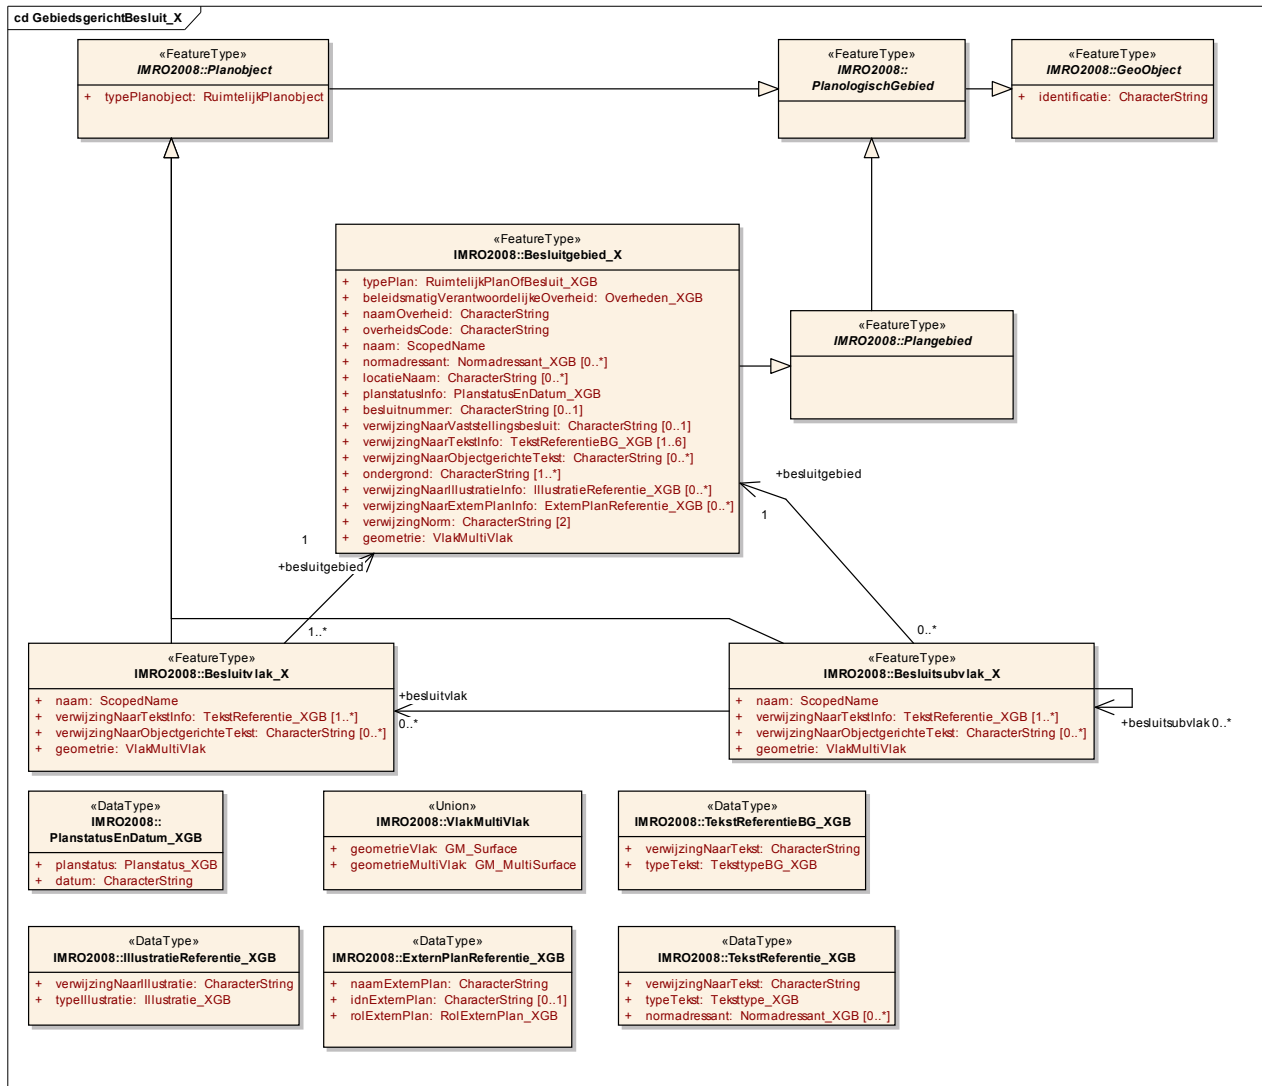 cd GebiedsgerichtBesluit_X
«FeatureType»
IMRO2008::Planobject
+ typePlanobject: RuimtelijkPlanobject
«FeatureType»
IMRO2008::
PlanologischGebied
«FeatureType»
IMRO2008::GeoObject
+ identificatie: CharacterString
«FeatureType»
IMRO2008::Besluitgebied_X
+ typePlan: RuimtelijkPlanOfBesluit_XGB
+ beleidsmatigVerantwoordelijkeOverheid: Overheden_XGB
+ naamOverheid: CharacterString
+ overheidsCode: CharacterString
+ naam: ScopedName
+ normadressant: Normadressant_XGB [0..*]
+ locatieNaam: CharacterString [0..*]
+ planstatusInfo: PlanstatusEnDatum_XGB
+ besluitnummer: CharacterString [0..1]
+ verwijzingNaarVaststellingsbesluit: CharacterString [0..1]
+ verwijzingNaarTekstInfo: TekstReferentieBG_XGB [1..6]
+ verwijzingNaarObjectgerichteTekst: CharacterString [0..*]
+ ondergrond: CharacterString [1..*]
+ verwijzingNaarIllustratieInfo: IllustratieReferentie_XGB [0..*]
+ verwijzingNaarExternPlanInfo: ExternPlanReferentie_XGB [0..*]
+ verwijzingNorm: CharacterString [2]
+ geometrie: VlakMultiVlak
«FeatureType»
IMRO2008::Plangebied
+besluitgebied
1
1
+besluitgebied
1..*
0..*
«FeatureType»
IMRO2008::Besluitvlak_X
+ naam: ScopedName
+ verwijzingNaarTekstInfo: TekstReferentie_XGB [1..*]
+ verwijzingNaarObjectgerichteTekst: CharacterString [0..*]
+ geometrie: VlakMultiVlak
+besluitvlak
0..*
«FeatureType»
IMRO2008::Besluitsubvlak_X
+ naam: ScopedName
+ verwijzingNaarTekstInfo: TekstReferentie_XGB [1..*]
+ verwijzingNaarObjectgerichteTekst: CharacterString [0..*]
+ geometrie: VlakMultiVlak
+besluitsubvlak 0..*
«DataType»
IMRO2008::
PlanstatusEnDatum_XGB
+ planstatus: Planstatus_XGB
+ datum: CharacterString
«Union»
IMRO2008::VlakMultiVlak
+ geometrieVlak: GM_Surface
+ geometrieMultiVlak: GM_MultiSurface
«DataType»
IMRO2008::TekstReferentieBG_XGB
+ verwijzingNaarTekst: CharacterString
+ typeTekst: TeksttypeBG_XGB
«DataType»
IMRO2008::IllustratieReferentie_XGB
+ verwijzingNaarIllustratie: CharacterString
+ typeIllustratie: Illustratie_XGB
«DataType»
IMRO2008::ExternPlanReferentie_XGB
+ naamExternPlan: CharacterString
+ idnExternPlan: CharacterString [0..1]
+ rolExternPlan: RolExternPlan_XGB
«DataType»
IMRO2008::TekstReferentie_XGB
+ verwijzingNaarTekst: CharacterString
+ typeTekst: Teksttype_XGB
+ normadressant: Normadressant_XGB [0..*]